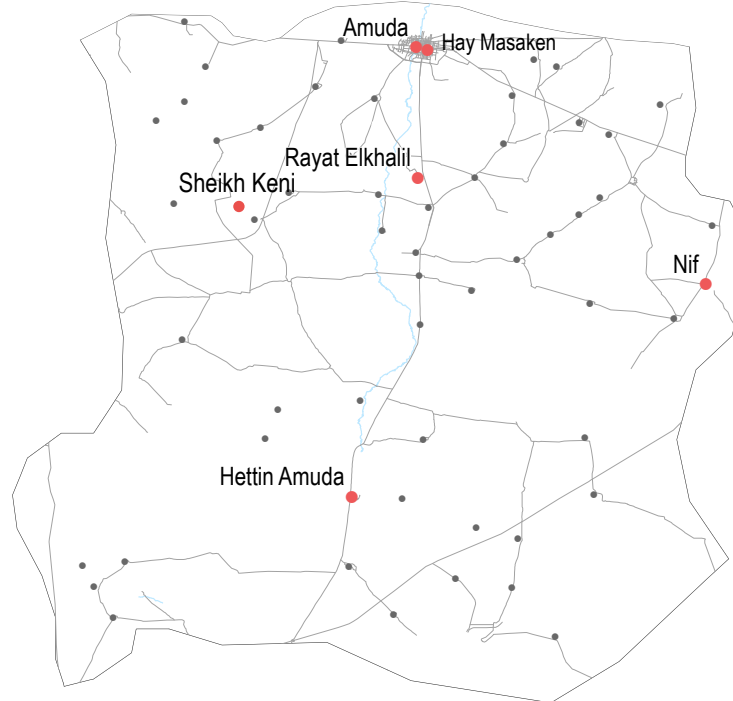 Amuda
Hay Masaken
Rayat Elkhalil
Sheikh Keni
Nif
Hettin Amuda